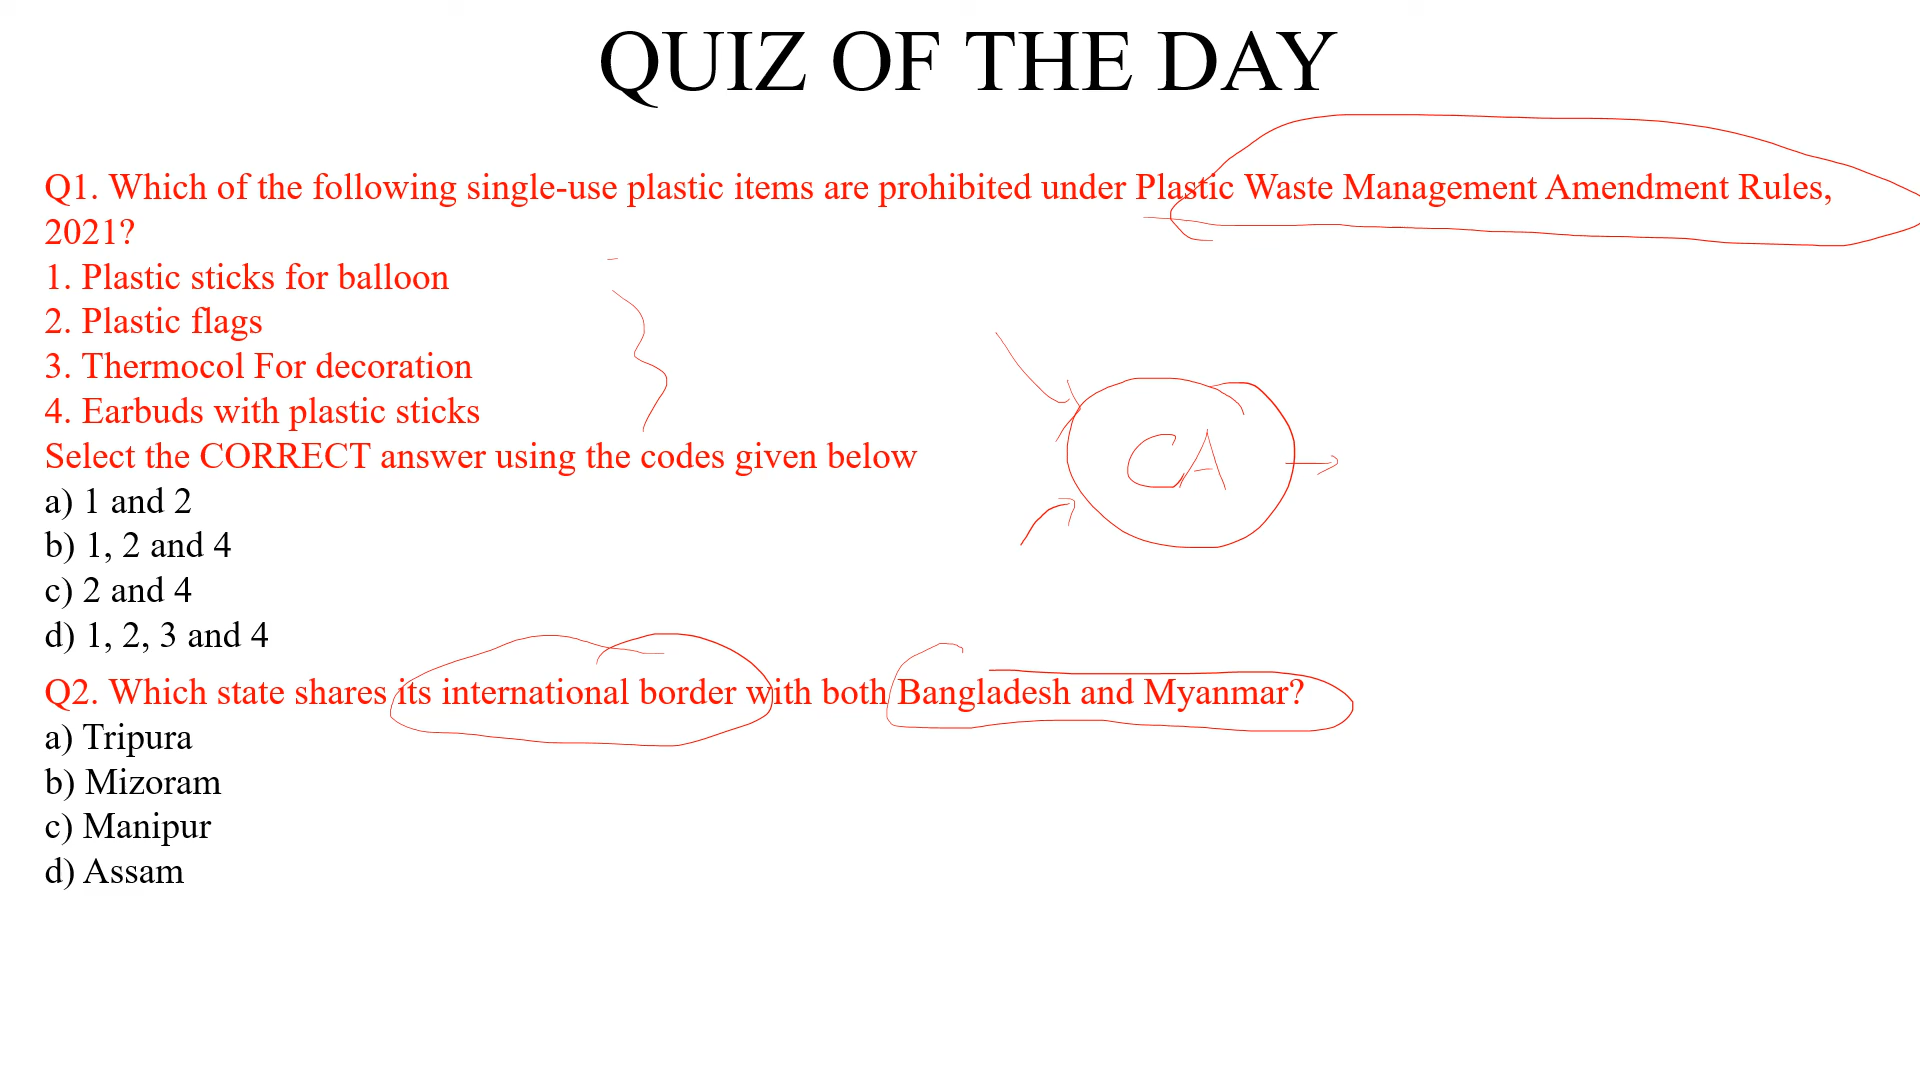 QUIZ OF THE DAY
Q1. Which of the following single-use plastic items are prohibited under Plastic Waste Management Amendment Rules,
2021?
1. Plastic sticks for balloon
2. Plastic flags
3. Thermocol For decoration
4. Earbuds with plastic sticks
Select the CORRECT answer using the codes given below
CA
a) 1 and 2
b) 1, 2 and 4
c) 2 and 4
d) 1, 2, 3 and 4
Q2. Which state shares its international border with both Bangladesh and Myanmar?
a) Tripura
b) Mizoram
c) Manipur
d) Assam